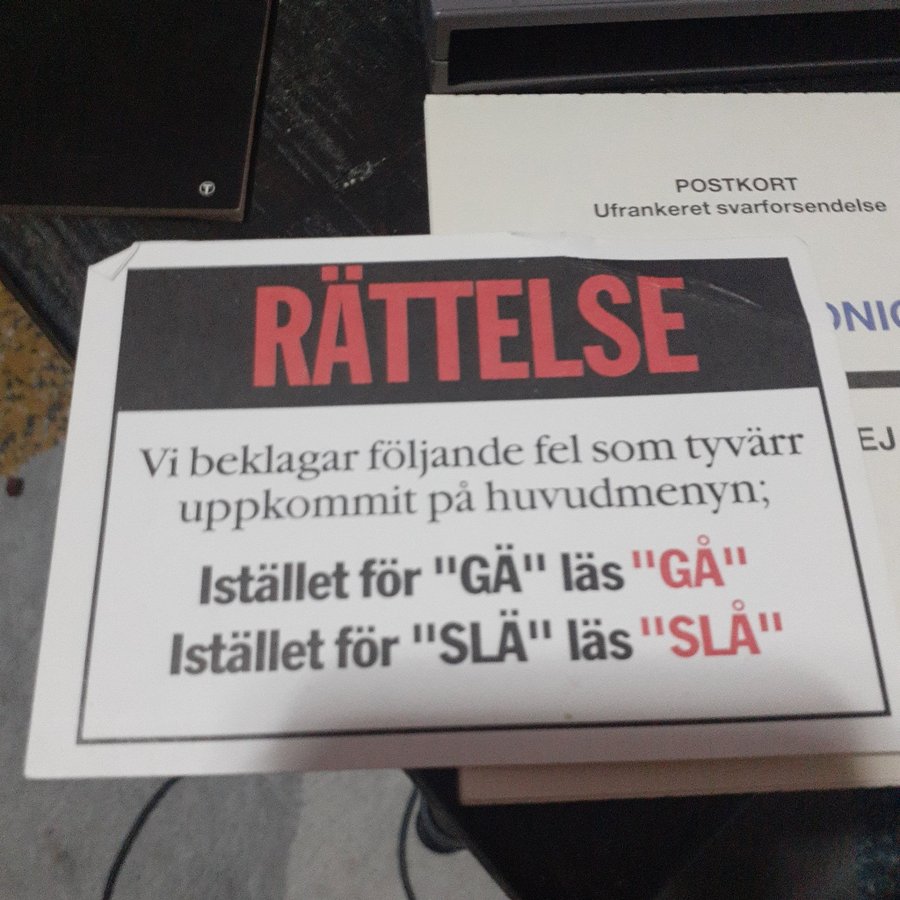 POSTKORT
Ufrankeret svarforsendelse
RÄTTELSE
Vi beklagar följande fel som tyvärr
uppkommit på huvudmenyn;
Istället för "GÄ" läs "GÅ"
Istället för "SLÄ" läs "SLÅ"
EJ